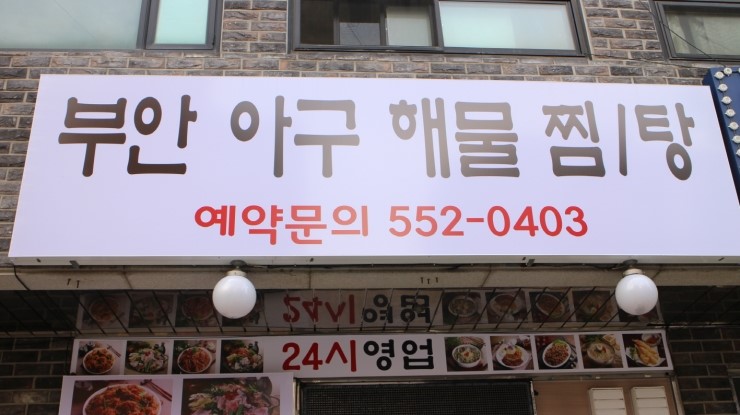 부안 아구 해물 찜/탕
예약문의 552-0403
24시영업